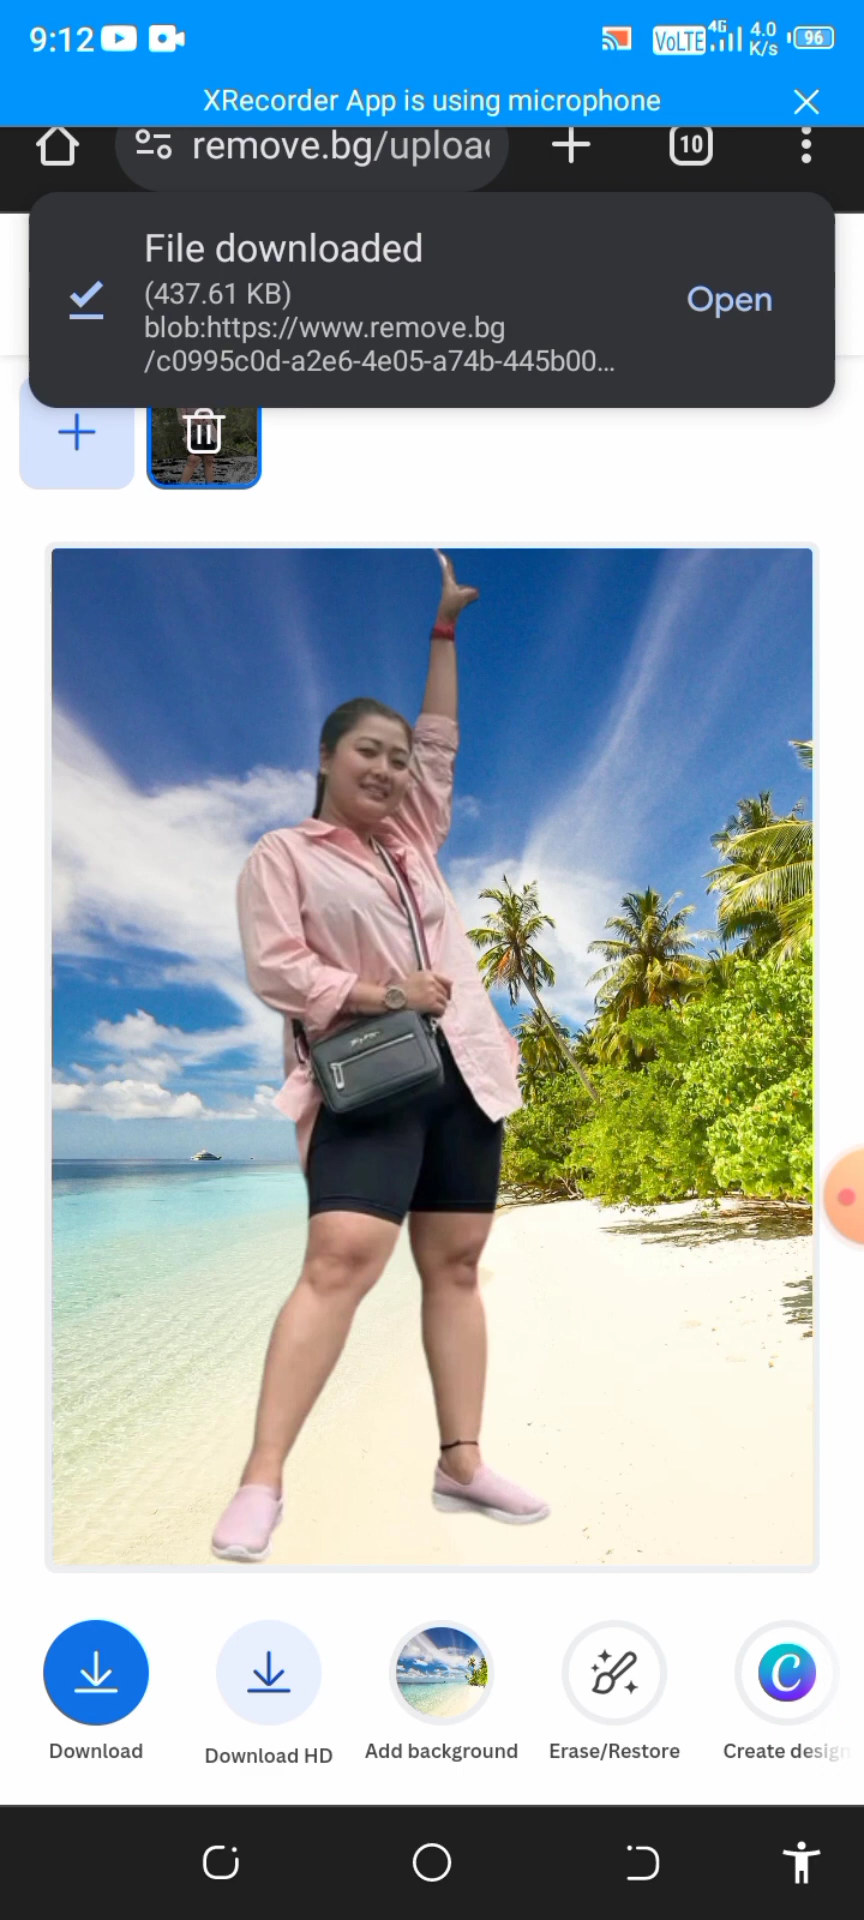 9:12
VoLTE 4G 4.0 K/s 96
XRecorder App is using microphone
remove.bg/uploa
10
File downloaded
(437.61 KB)
blob:https://www.remove.bg
/c0995c0d-a2e6-4e05-a74b-445b00...
Open
Download
Download HD
Add background
Erase/Restore
Create design